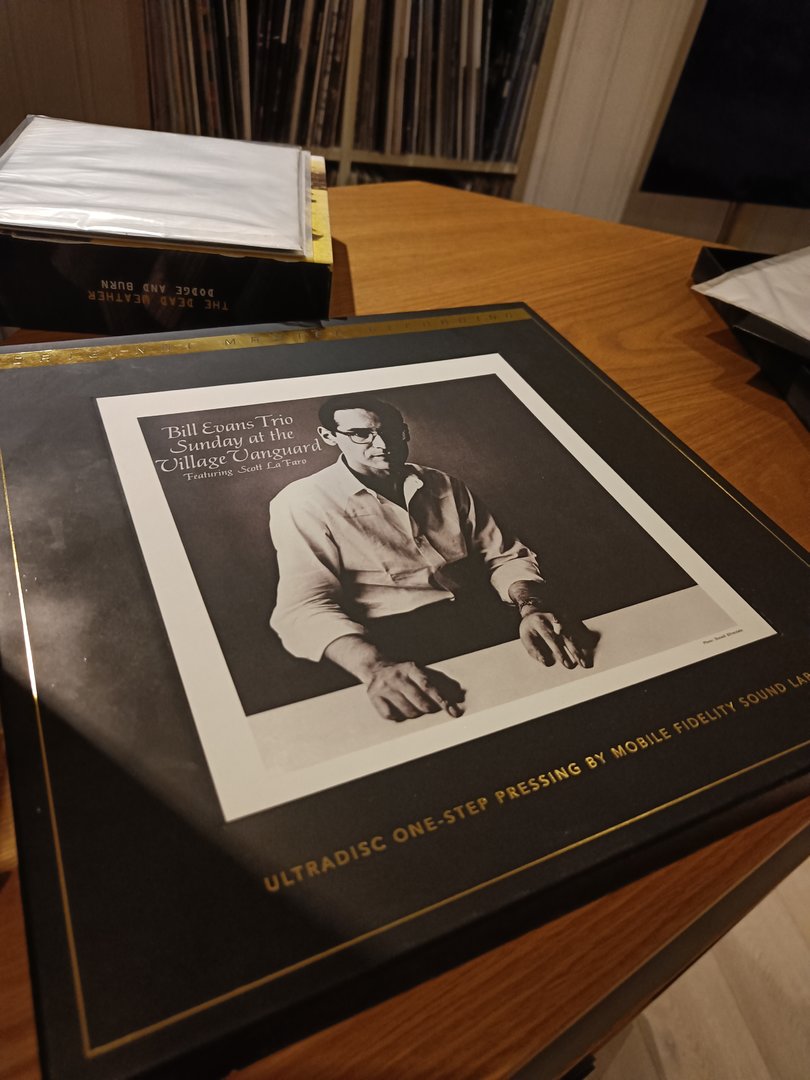 THE DEAD WEATHER
DODGE AND BURN
Bill Evans Trio
Sunday at the
Village Vanguard
Featuring Scott La Faro
ULTRADISC ONE-STEP PRESSING BY MOBILE FIDELITY SOUND LAB